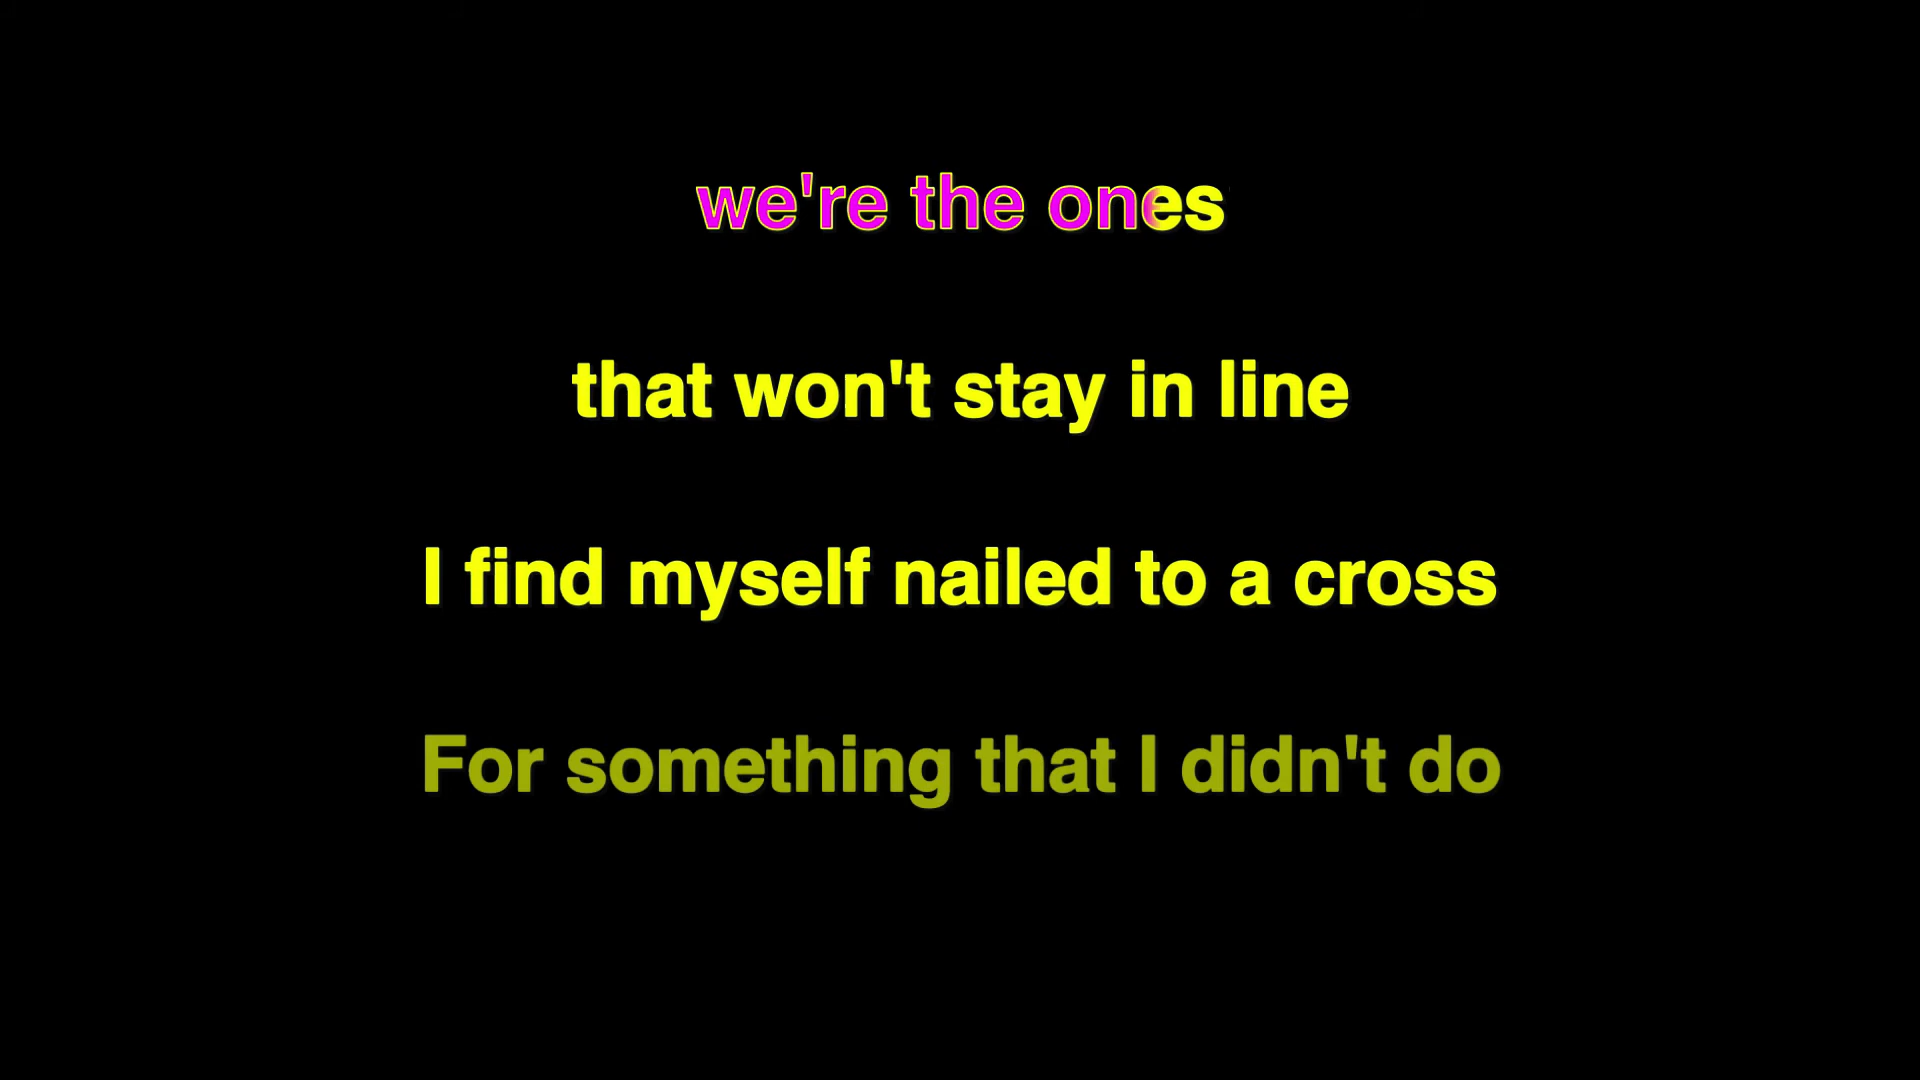 we're the ones
that won't stay in line
I find myself nailed to a cross
For something that I didn't do